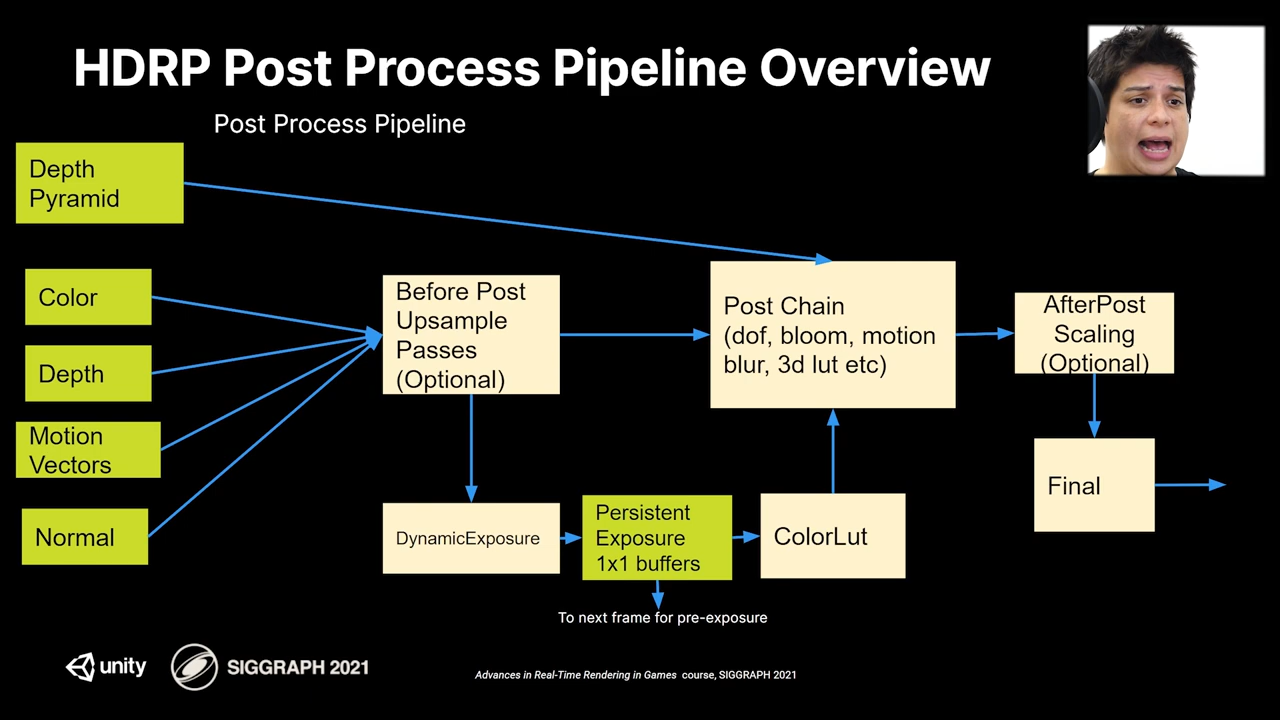 HDRP Post Process Pipeline Overview
Post Process Pipeline
Depth
Pyramid
Color
Depth
Motion
Vectors
Normal
Before Post
Upsample
Passes
(Optional)
Post Chain
(dof, bloom, motion
blur, 3d lut etc)
AfterPost
Scaling
(Optional)
Final
DynamicExposure
Persistent
Exposure
1x1 buffers
ColorLut
To next frame for pre-exposure
unity
SIGGRAPH 2021
Advances in Real-Time Rendering in Games course, SIGGRAPH 2021